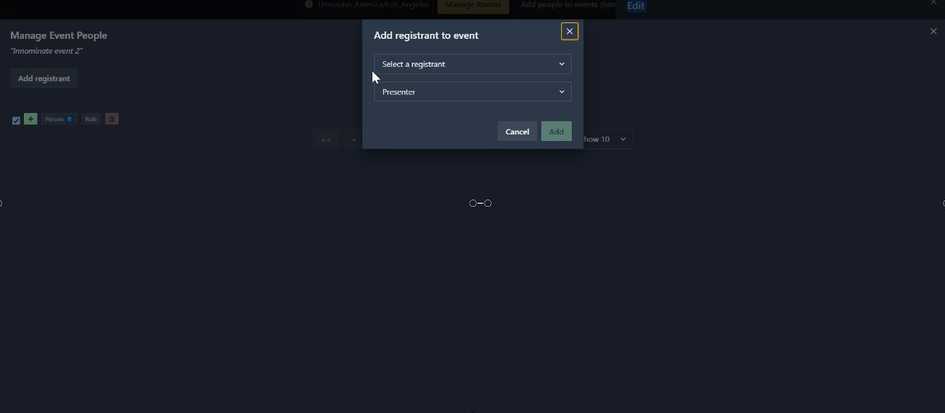 Timezone: America/Los_Angeles
Manage Rooms
Add people to events
Edit
Manage Event People
"Innominate event 2"
Add registrant
Person
Role
Add registrant to event
Select a registrant
Presenter
Cancel
Add
how 10